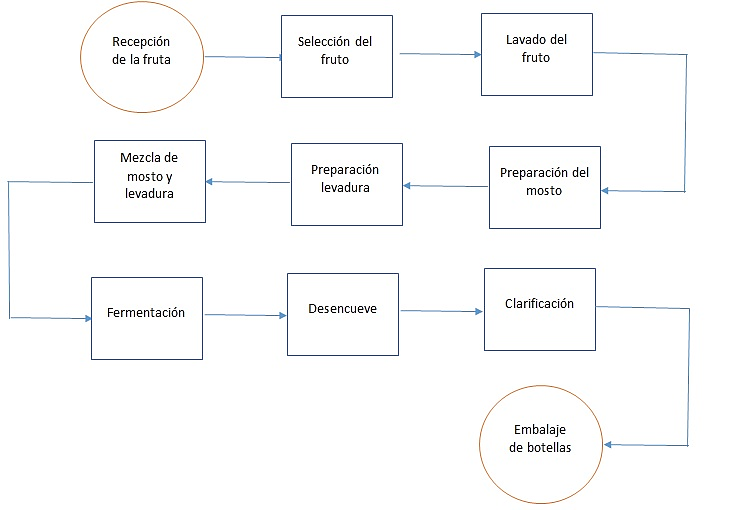 Recepción
de la fruta
Selección del
fruto
Lavado del
fruto
Preparación del
mosto
Preparación
levadura
Mezcla de
mosto y
levadura
Fermentación
Desencueve
Clarificación
Embalaje
de botellas